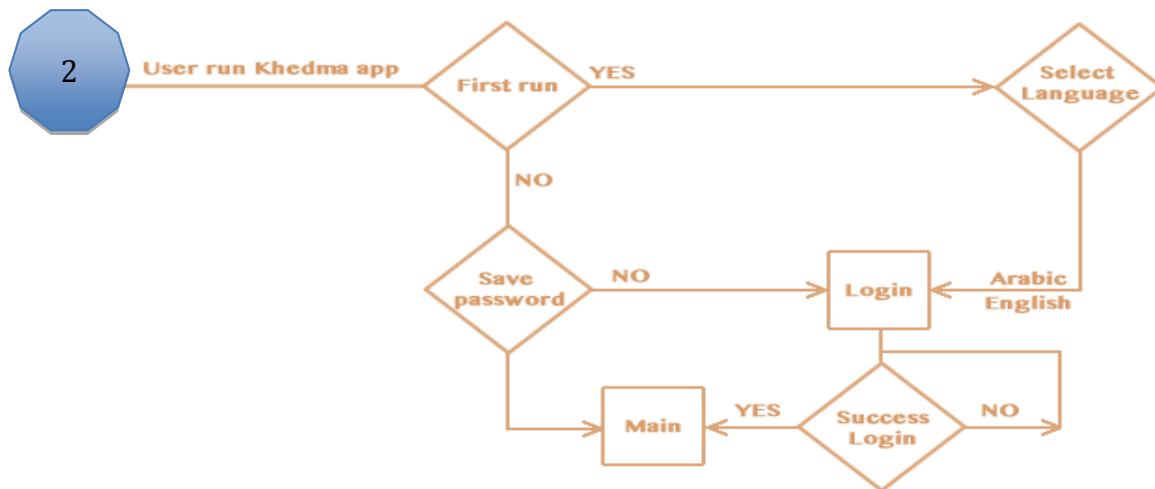 2
User run Khedma app
First run
YES
Select
Language
NO
Save
password
NO
Login
Arabic
English
Main
YES
Success
Login
NO